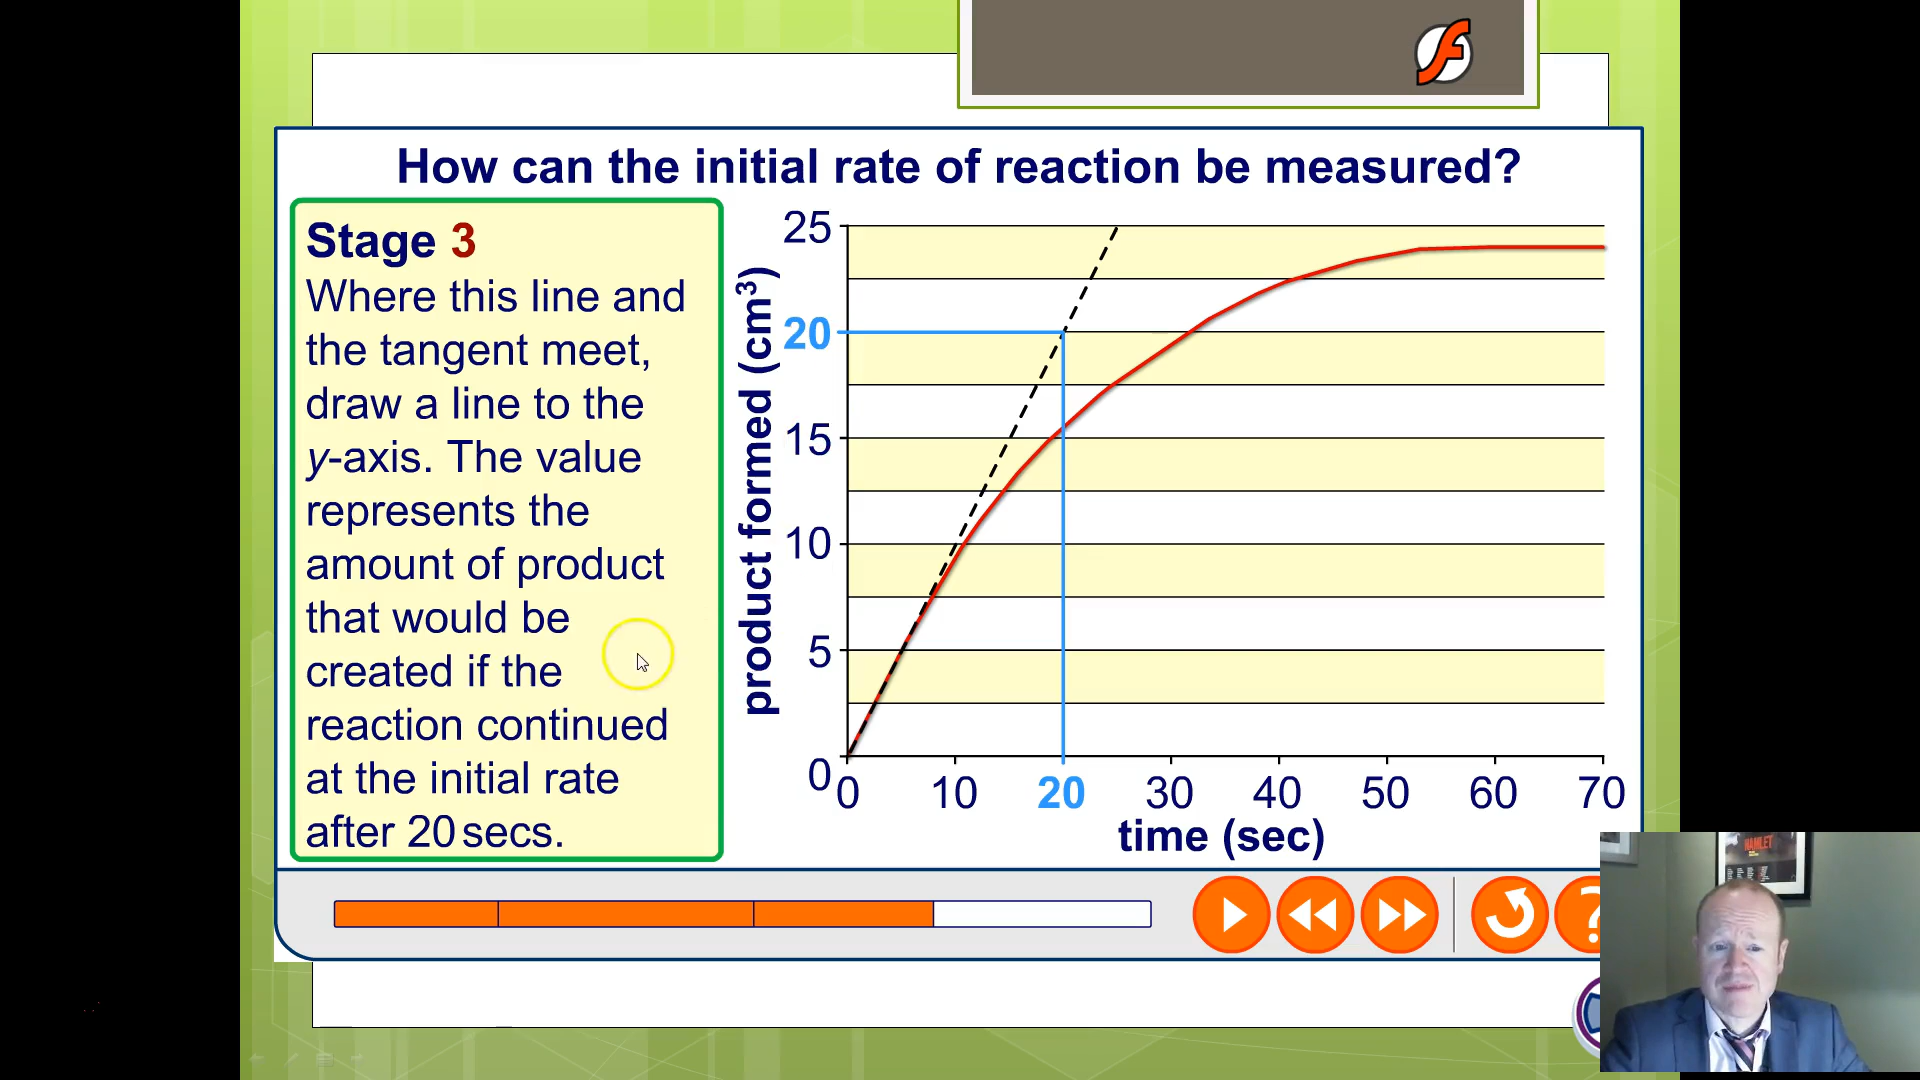 How can the initial rate of reaction be measured?
Stage 3
Where this line and
the tangent meet,
draw a line to the
y-axis. The value
represents the
amount of product
that would be
created if the
reaction continued
at the initial rate
after 20 secs.
product formed (cm³)
25
20
15
10
5
0
0 10 20 30 40 50 60 70
time (sec)
?
HAMLET